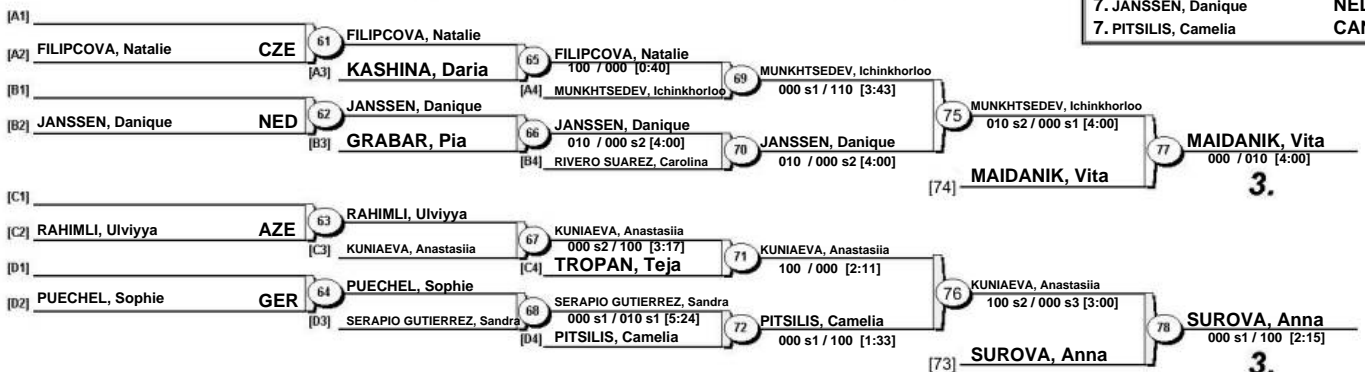 7. JANSSEN, Danique NED
7. PITSILIS, Camelia CAN
[A1]
[A2] FILIPCOVA, Natalie CZE
61
FILIPCOVA, Natalie
[A3] KASHINA, Daria
65
FILIPCOVA, Natalie
100 / 000 [0:40]
[A4] MUNKHTSEDEV, Ichinkhorloo
69
MUNKHTSEDEV, Ichinkhorloo
000 s1 / 110 [3:43]
[B1]
[B2] JANSSEN, Danique NED
62
JANSSEN, Danique
[B3] GRABAR, Pia
66
JANSSEN, Danique
010 / 000 s2 [4:00]
[B4] RIVERO SUAREZ, Carolina
70
JANSSEN, Danique
010 / 000 s2 [4:00]
75
MUNKHTSEDEV, Ichinkhorloo
010 s2 / 000 s1 [4:00]
[74] MAIDANIK, Vita
77
MAIDANIK, Vita
000 / 010 [4:00]
3.
[C1]
[C2] RAHIMLI, Ulviyya AZE
63
RAHIMLI, Ulviyya
[C3] KUNIAEVA, Anastasiia
67
KUNIAEVA, Anastasiia
000 s2 / 100 [3:17]
[C4] TROPAN, Teja
71
KUNIAEVA, Anastasiia
100 / 000 [2:11]
[D1]
[D2] PUECHEL, Sophie GER
64
PUECHEL, Sophie
[D3] SERAPIO GUTIERREZ, Sandra
68
SERAPIO GUTIERREZ, Sandra
000 s1 / 010 s1 [5:24]
[D4] PITSILIS, Camelia
72
PITSILIS, Camelia
000 s1 / 100 [1:33]
76
KUNIAEVA, Anastasiia
100 s2 / 000 s3 [3:00]
[73] SUROVA, Anna
78
SUROVA, Anna
000 s1 / 100 [2:15]
3.